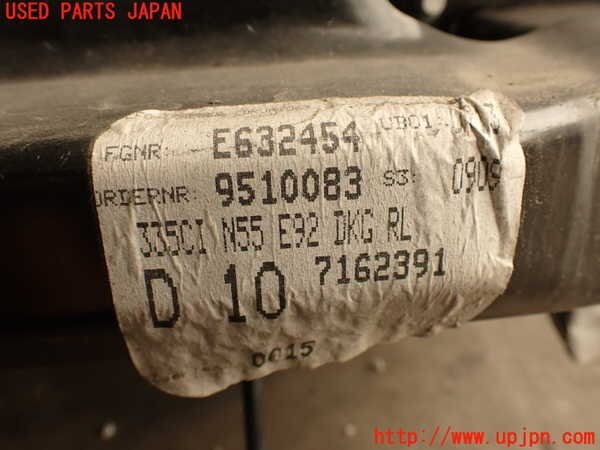 USED PARTS JAPAN
FGNR: E632454 UB01
ORDERNR: 9510083 S3: 0909
335CI N55 E92 DKG RL
D 10 7162391
0015
http://www.upjpn.com/